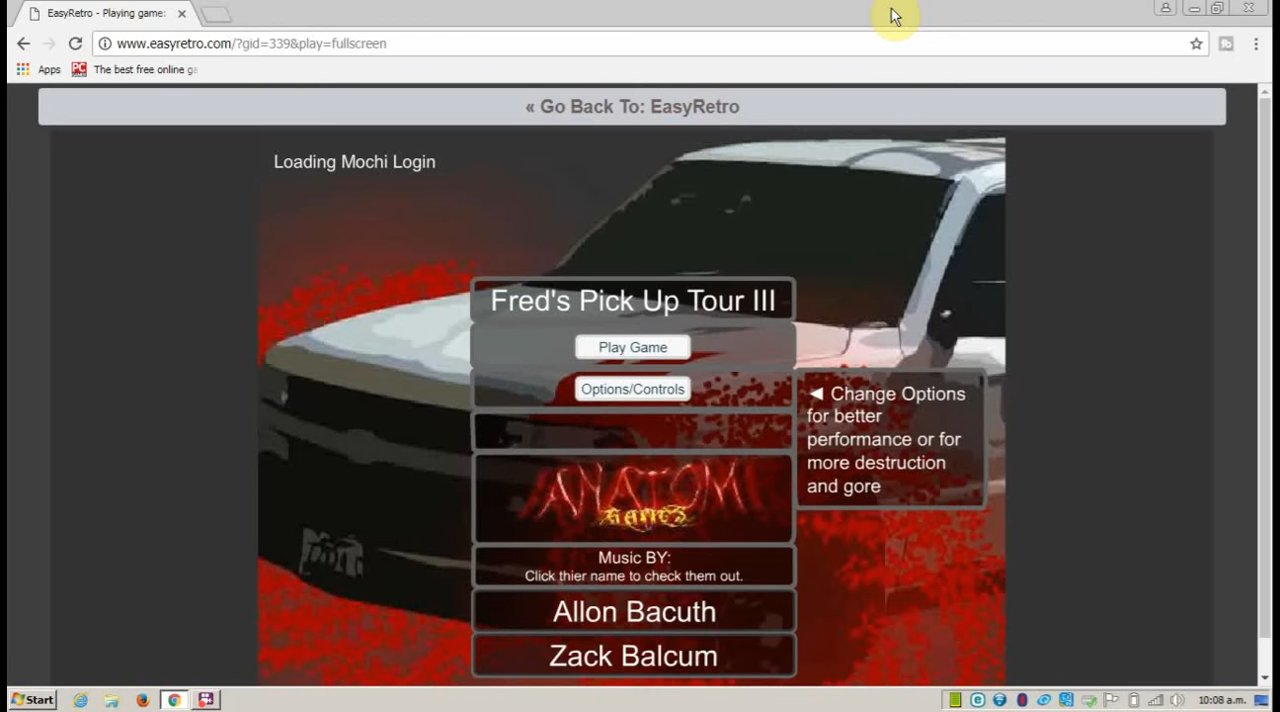 EasyRetro - Playing game:
www.easyretro.com/?gid=339&play=fullscreen
Apps
PC
The best free online ga
« Go Back To: EasyRetro
Loading Mochi Login
Fred's Pick Up Tour III
Play Game
Options/Controls
◄ Change Options
for better
performance or for
more destruction
and gore
ANATOM
GAMES
Music BY:
Click thier name to check them out.
Allon Bacuth
Zack Balcum
Start
10:08 a.m.